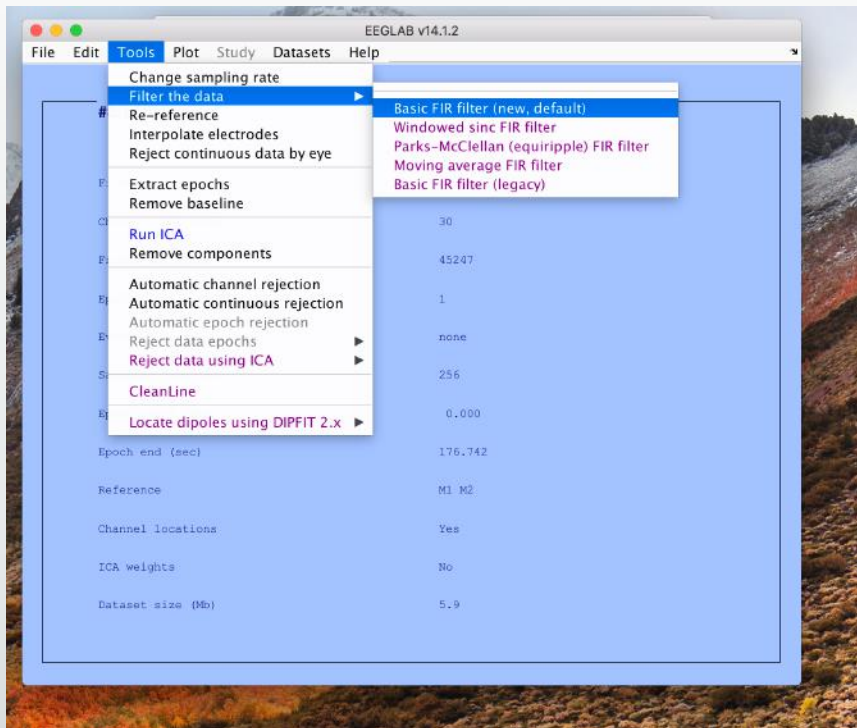 EEGLAB v14.1.2
File Edit Tools Plot Study Datasets Help
Change sampling rate
Filter the data
Re-reference
Interpolate electrodes
Reject continuous data by eye
Extract epochs
Remove baseline
Run ICA
Remove components
Automatic channel rejection
Automatic continuous rejection
Automatic epoch rejection
Reject data epochs
Reject data using ICA
CleanLine
Locate dipoles using DIPFIT 2.x
Basic FIR filter (new, default)
Windowed sinc FIR filter
Parks-McClellan (equiripple) FIR filter
Moving average FIR filter
Basic FIR filter (legacy)
#
30
45247
1
none
256
0.000
Epoch end (sec) 176.742
Reference M1 M2
Channel locations Yes
ICA weights No
Dataset size (Mb) 5.9